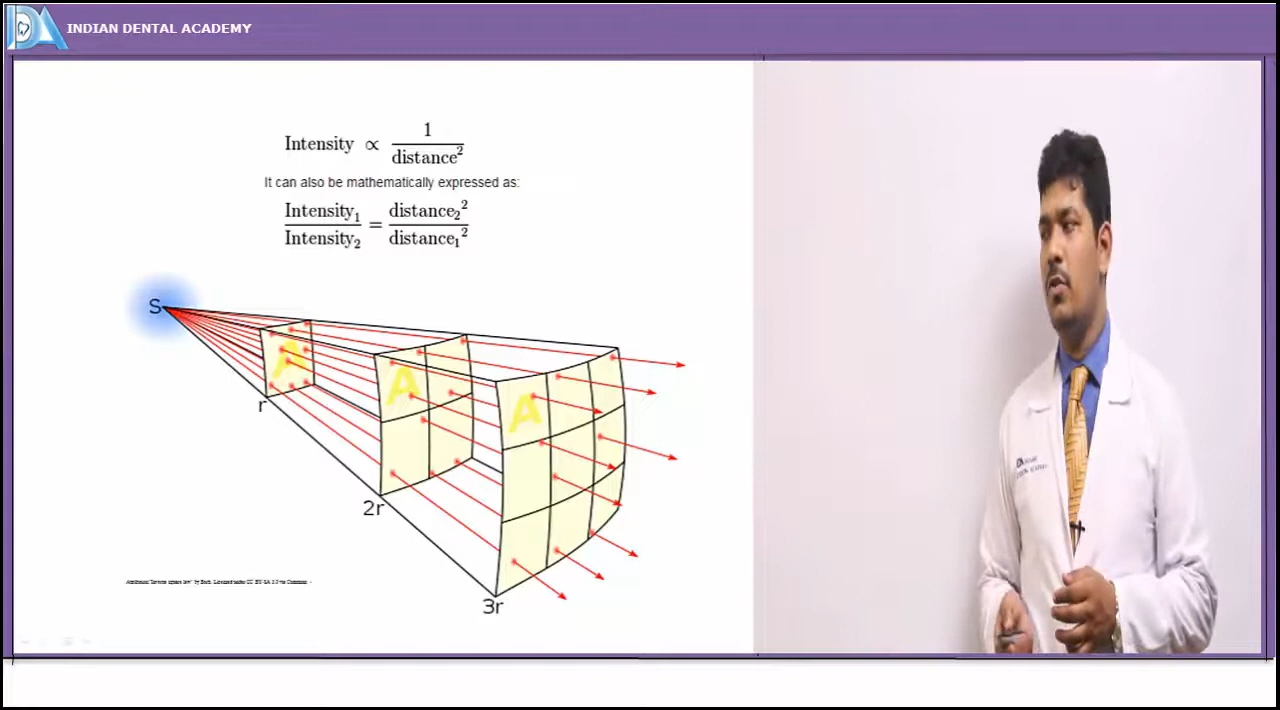 INDIAN DENTAL ACADEMY
Intensity ∝ 1/distance²
It can also be mathematically expressed as:
Intensity₁/Intensity₂ = distance₂²/distance₁²
S
A
A
A
r
2r
3r